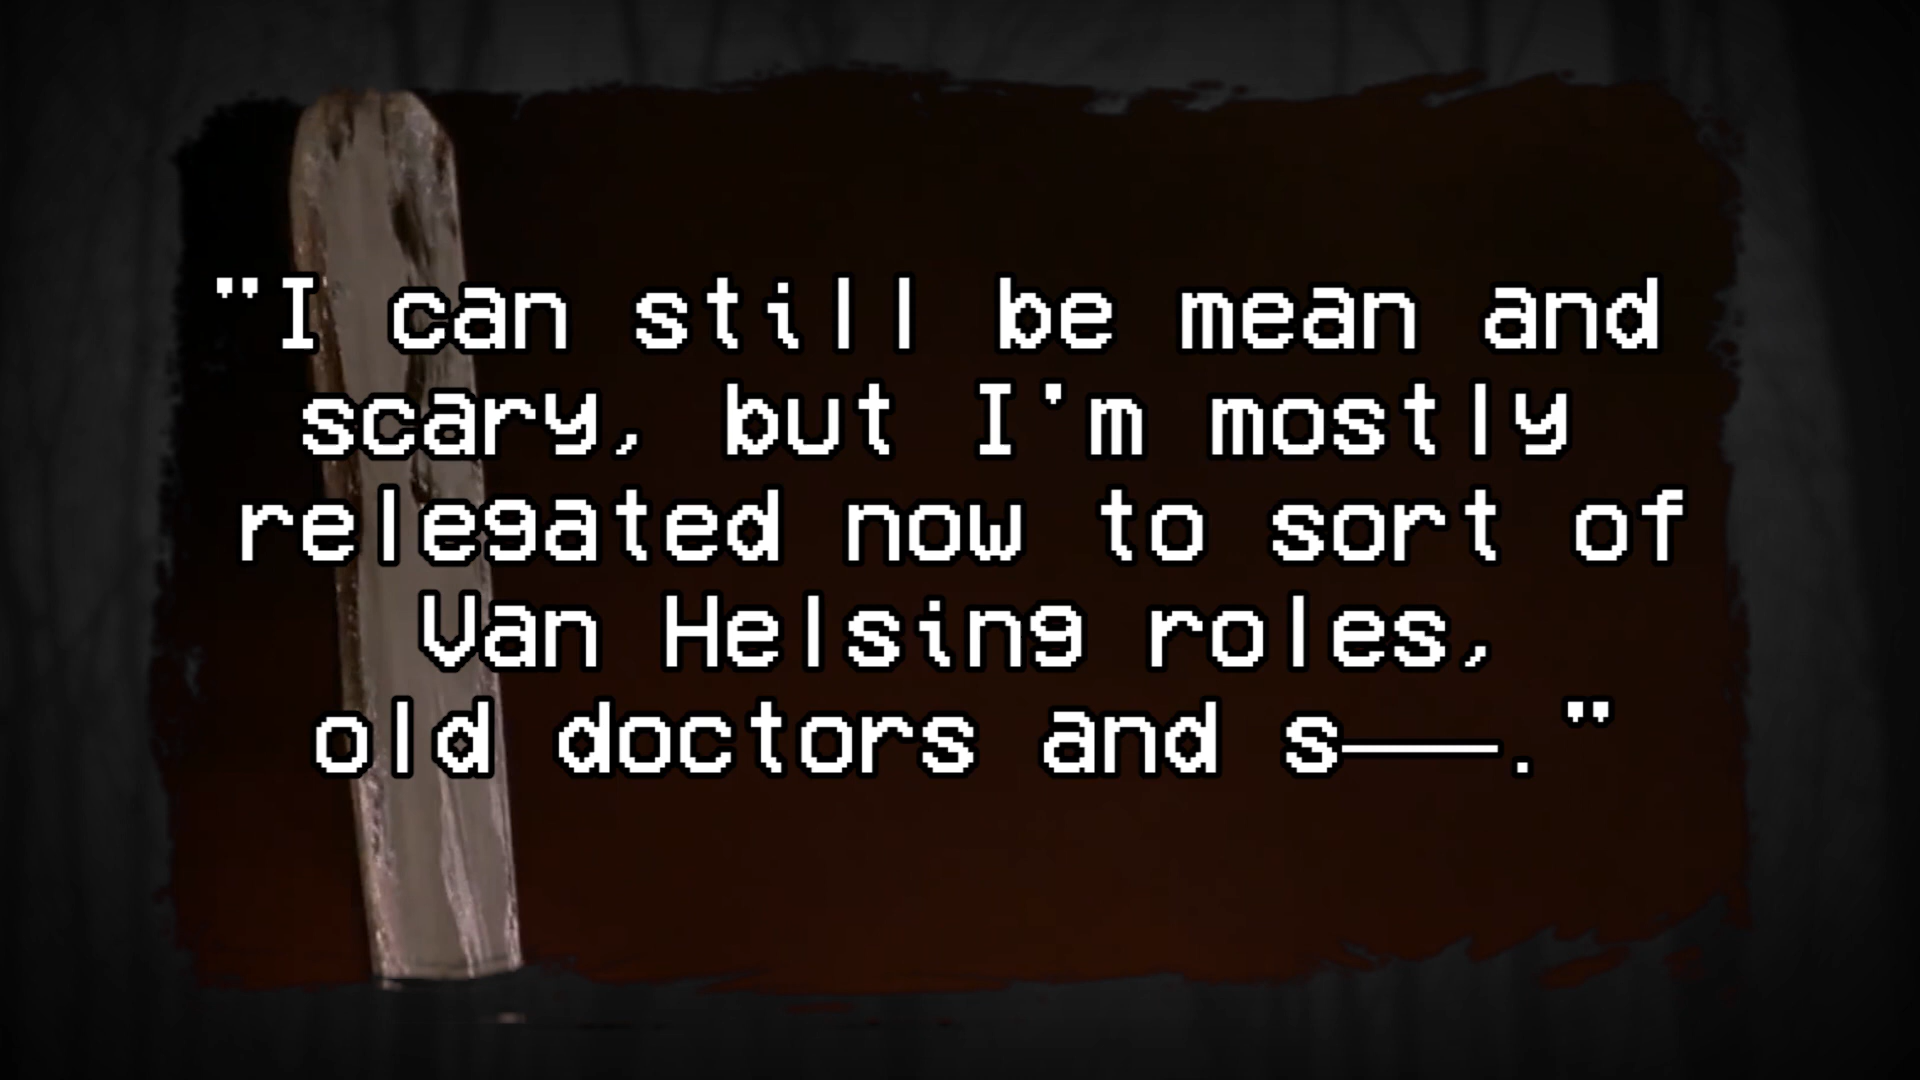 "I can still be mean and
scary, but I'm mostly
relegated now to sort of
Van Helsing roles,
old doctors and s——."